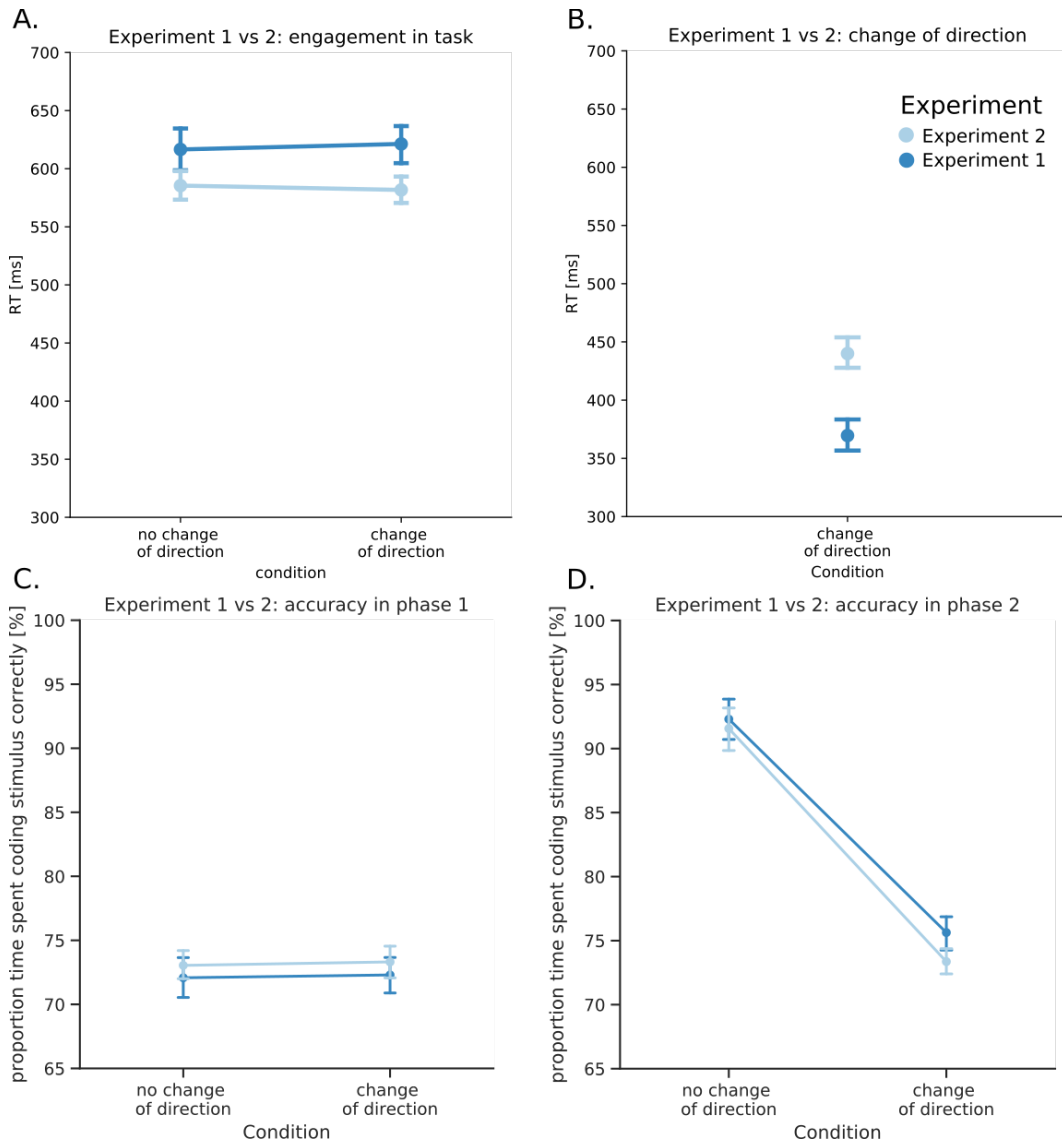 A.
Experiment 1 vs 2: engagement in task
700
650
600
550
500
450
400
350
300
RT [ms]
no change
of direction
change
of direction
condition
B.
Experiment 1 vs 2: change of direction
700
650
600
550
500
450
400
350
300
RT [ms]
Experiment
Experiment 2
Experiment 1
change
of direction
Condition
C.
Experiment 1 vs 2: accuracy in phase 1
100
95
90
85
80
75
70
65
proportion time spent coding stimulus correctly [%]
no change
of direction
change
of direction
Condition
D.
Experiment 1 vs 2: accuracy in phase 2
100
95
90
85
80
75
70
65
proportion time spent coding stimulus correctly [%]
no change
of direction
change
of direction
Condition